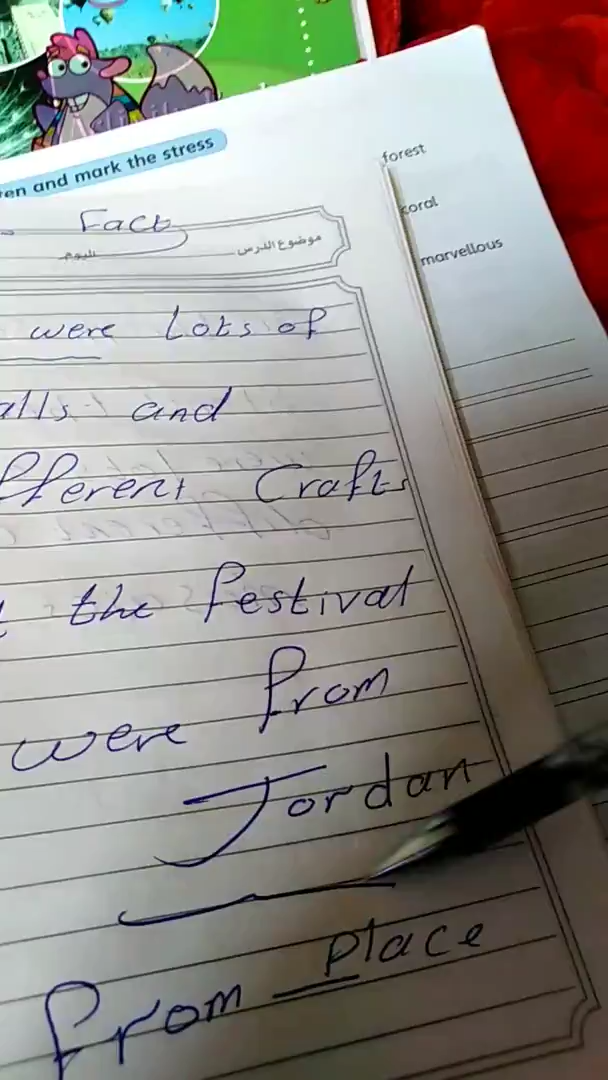 ten and mark the stress
forest
coral
marvellous
Fact
موضوع الدرس
اليوم
were Lots of
alls and
fferent Crafts
the festival
were from
Jordan
from Place